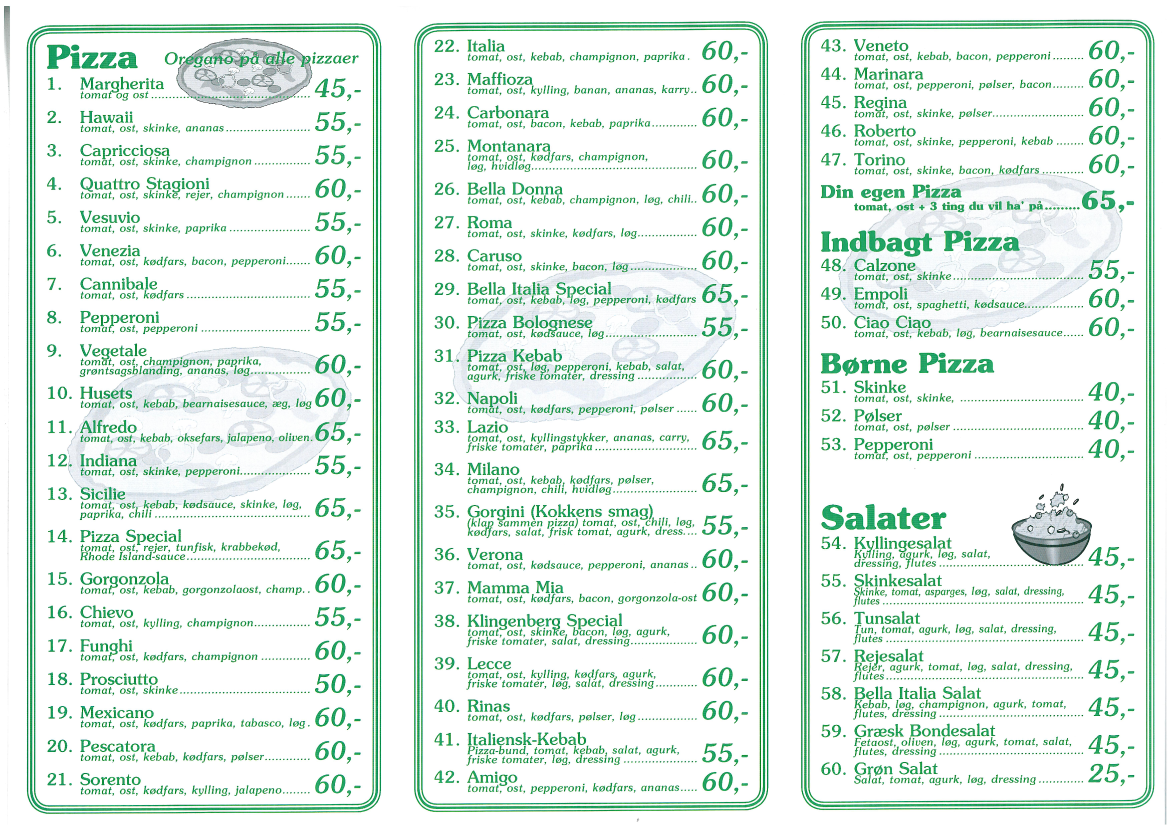 Pizza Oregano på alle pizzaer
1. Margherita
tomat og ost .......... 45,-
2. Hawaii
tomat, ost, skinke, ananas .......... 55,-
3. Capricciosa
tomat, ost, skinke, champignon .......... 55,-
4. Quattro Stagioni
tomat, ost, skinke, rejer, champignon ....... 60,-
5. Vesuvio
tomat, ost, skinke, paprika .......... 55,-
6. Venezia
tomat, ost, kødfars, bacon, pepperoni...... 60,-
7. Cannibale
tomat, ost, kødfars .......... 55,-
8. Pepperoni
tomat, ost, pepperoni .......... 55,-
9. Vegetale
tomat, ost, champignon, paprika,
grøntsagsblanding, ananas, løg.......... 60,-
10. Husets
tomat, ost, kebab, bearnaisesauce, æg, løg 60,-
11. Alfredo
tomat, ost, kebab, oksefars, jalapeno, oliven. 65,-
12. Indiana
tomat, ost, skinke, pepperoni.......... 55,-
13. Sicilie
tomat, ost, kebab, kødsauce, skinke, løg,
paprika, chili .......... 65,-
14. Pizza Special
tomat, ost, rejer, tunfisk, krabbekød,
Rhode Island-sauce.......... 65,-
15. Gorgonzola
tomat, ost, kebab, gorgonzolaost, champ. . 60,-
16. Chievo
tomat, ost, kylling, champignon.......... 55,-
17. Funghi
tomat, ost, kødfars, champignon .......... 60,-
18. Prosciutto
tomat, ost, skinke.......... 50,-
19. Mexicano
tomat, ost, kødfars, paprika, tabasco, løg . 60,-
20. Pescatora
tomat, ost, kebab, kødfars, pølser.......... 60,-
21. Sorento
tomat, ost, kødfars, kylling, jalapeno........ 60,-
22. Italia
tomat, ost, kebab, champignon, paprika . 60,-
23. Maffioza
tomat, ost, kylling, banan, ananas, karry.. 60,-
24. Carbonara
tomat, ost, bacon, kebab, paprika.......... 60,-
25. Montanara
tomat, ost, kødfars, champignon,
løg, hvidløg.......... 60,-
26. Bella Donna
tomat, ost, kebab, champignon, løg, chili.. 60,-
27. Roma
tomat, ost, skinke, kødfars, løg.......... 60,-
28. Caruso
tomat, ost, skinke, bacon, løg .......... 60,-
29. Bella Italia Special
tomat, ost, kebab, løg, pepperoni, kødfars 65,-
30. Pizza Bolognese
tomat, ost, kødsauce, løg.......... 55,-
31. Pizza Kebab
tomat, ost, løg, pepperoni, kebab, salat,
agurk, friske tomater, dressing .......... 60,-
32. Napoli
tomat, ost, kødfars, pepperoni, pølser ..... 60,-
33. Lazio
tomat, ost, kyllingstykker, ananas, carry,
friske tomater, paprika .......... 65,-
34. Milano
tomat, ost, kebab, kødfars, pølser,
champignon, chili, hvidløg.......... 65,-
35. Gorgini (Kokkens smag)
(klap sammen pizza) tomat, ost, chili, løg,
kødfars, salat, frisk tomat, agurk, dress.... 55,-
36. Verona
tomat, ost, kødsauce, pepperoni, ananas .. 60,-
37. Mamma Mia
tomat, ost, kødfars, bacon, gorgonzola-ost 60,-
38. Klingenberg Special
tomat, ost, skinke, bacon, løg, agurk,
friske tomater, salat, dressing.......... 60,-
39. Lecce
tomat, ost, kylling, kødfars, agurk,
friske tomater, løg, salat, dressing.......... 60,-
40. Rinas
tomat, ost, kødfars, pølser, løg .......... 60,-
41. Italiensk-Kebab
Pizza-bund, tomat, kebab, salat, agurk,
friske tomater, løg, dressing .......... 55,-
42. Amigo
tomat, ost, pepperoni, kødfars, ananas..... 60,-
43. Veneto
tomat, ost, kebab, bacon, pepperoni ......... 60,-
44. Marinara
tomat, ost, pepperoni, pølser, bacon......... 60,-
45. Regina
tomat, ost, skinke, pølser.......... 60,-
46. Roberto
tomat, ost, skinke, pepperoni, kebab ........ 60,-
47. Torino
tomat, ost, skinke, bacon, kødfars .......... 60,-
Din egen Pizza
tomat, ost + 3 ting du vil ha' på......... 65,-
Indbagt Pizza
48. Calzone
tomat, ost, skinke.......... 55,-
49. Empoli
tomat, ost, spaghetti, kødsauce.......... 60,-
50. Ciao Ciao
tomat, ost, kebab, løg, bearnaisesauce...... 60,-
Børne Pizza
51. Skinke
tomat, ost, skinke, .......... 40,-
52. Pølser
tomat, ost, pølser .......... 40,-
53. Pepperoni
tomat, ost, pepperoni .......... 40,-
Salater
54. Kyllingesalat
Kylling, agurk, løg, salat,
dressing, flutes .......... 45,-
55. Skinkesalat
Skinke, tomat, asparges, løg, salat, dressing,
flutes .......... 45,-
56. Tunsalat
Tun, tomat, agurk, løg, salat, dressing,
flutes .......... 45,-
57. Rejesalat
Rejer, agurk, tomat, løg, salat, dressing,
flutes.......... 45,-
58. Bella Italia Salat
Kebab, løg, champignon, agurk, tomat,
flutes, dressing .......... 45,-
59. Græsk Bondesalat
Fetaost, oliven, løg, agurk, tomat, salat,
flutes, dressing.......... 45,-
60. Grøn Salat
Salat, tomat, agurk, løg, dressing .......... 25,-